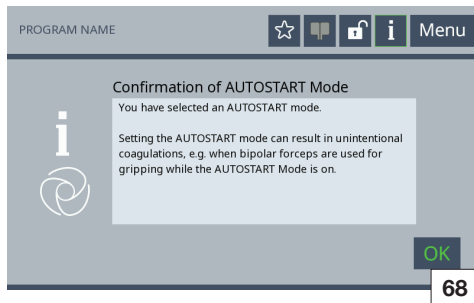 PROGRAM NAME
i
Menu
Confirmation of AUTOSTART Mode
You have selected an AUTOSTART mode.
Setting the AUTOSTART mode can result in unintentional
coagulations, e.g. when bipolar forceps are used for
gripping while the AUTOSTART Mode is on.
i
OK
68